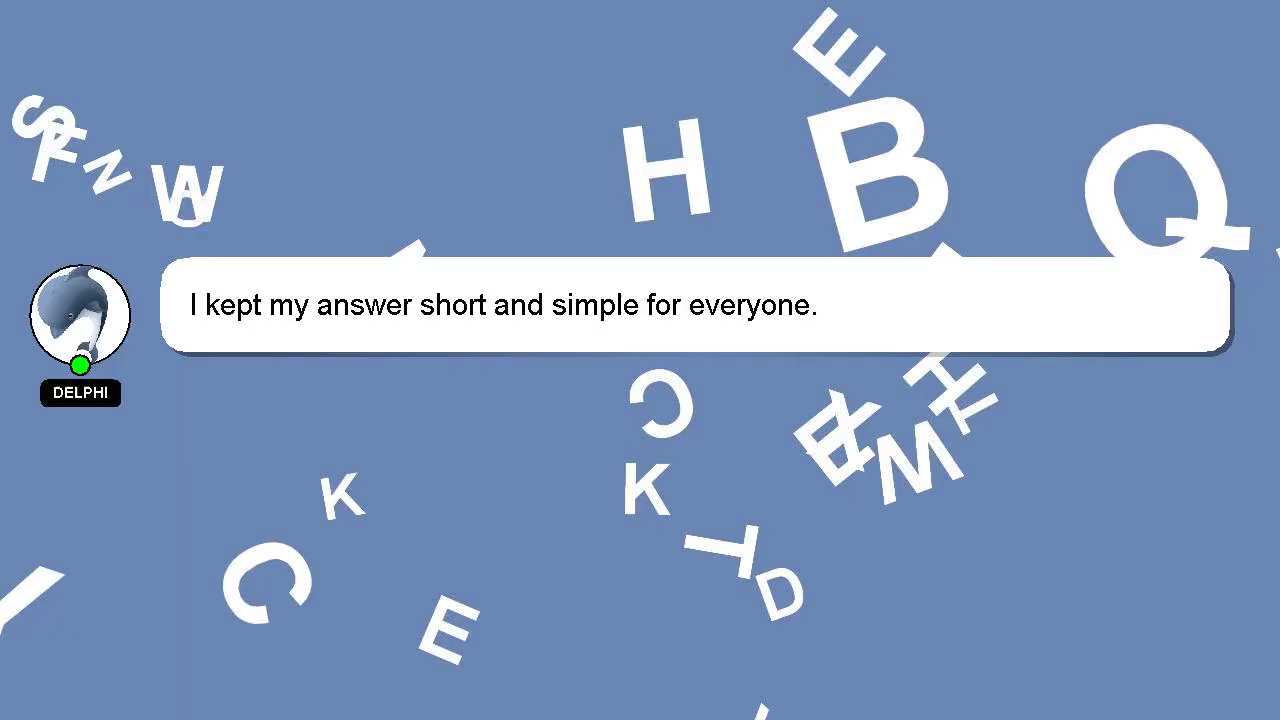 I kept my answer short and simple for everyone.
DELPHI
E
S
F
N
W
H
B
Q
C
K
K
C
E
T
D
E
M
H